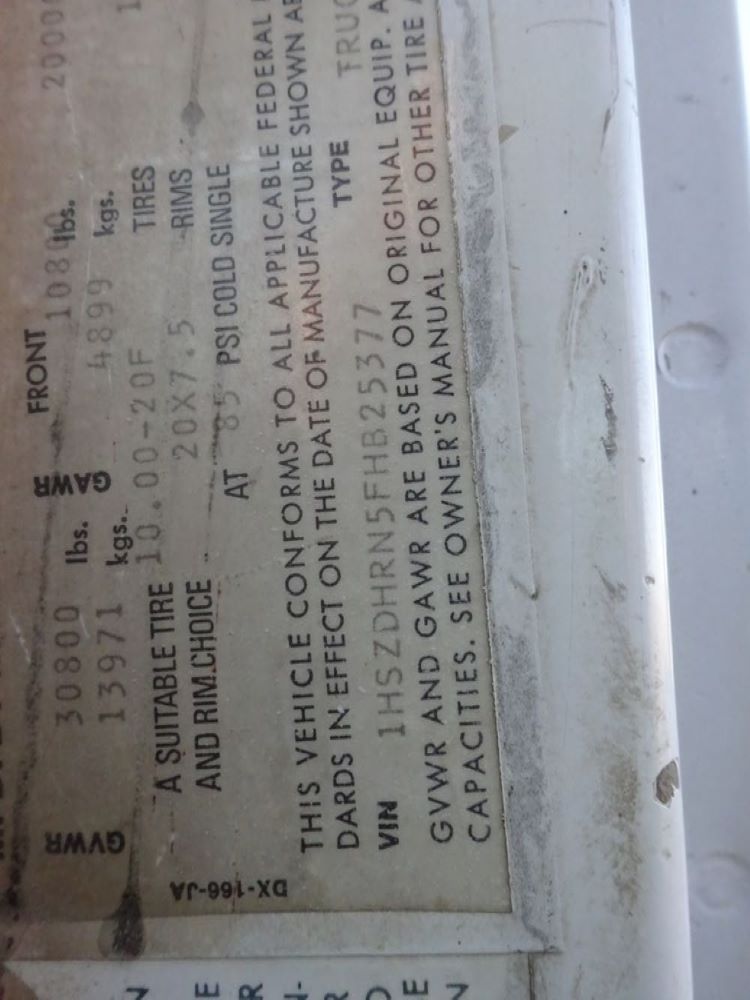 GVWR 30800 lbs. GAWR FRONT 10800 lbs.
13971 kgs. 4899 kgs.
A SUITABLE TIRE 10.00-20F TIRES
AND RIM CHOICE 20X7.5 RIMS
AT 85 PSI COLD SINGLE
THIS VEHICLE CONFORMS TO ALL APPLICABLE FEDERAL
DARDS IN EFFECT ON THE DATE OF MANUFACTURE SHOWN
VIN 1HSZDHRN5FHB25377 TYPE TRUC
GVWR AND GAWR ARE BASED ON ORIGINAL EQUIP.
CAPACITIES. SEE OWNER'S MANUAL FOR OTHER TIRE
DX-166-JA